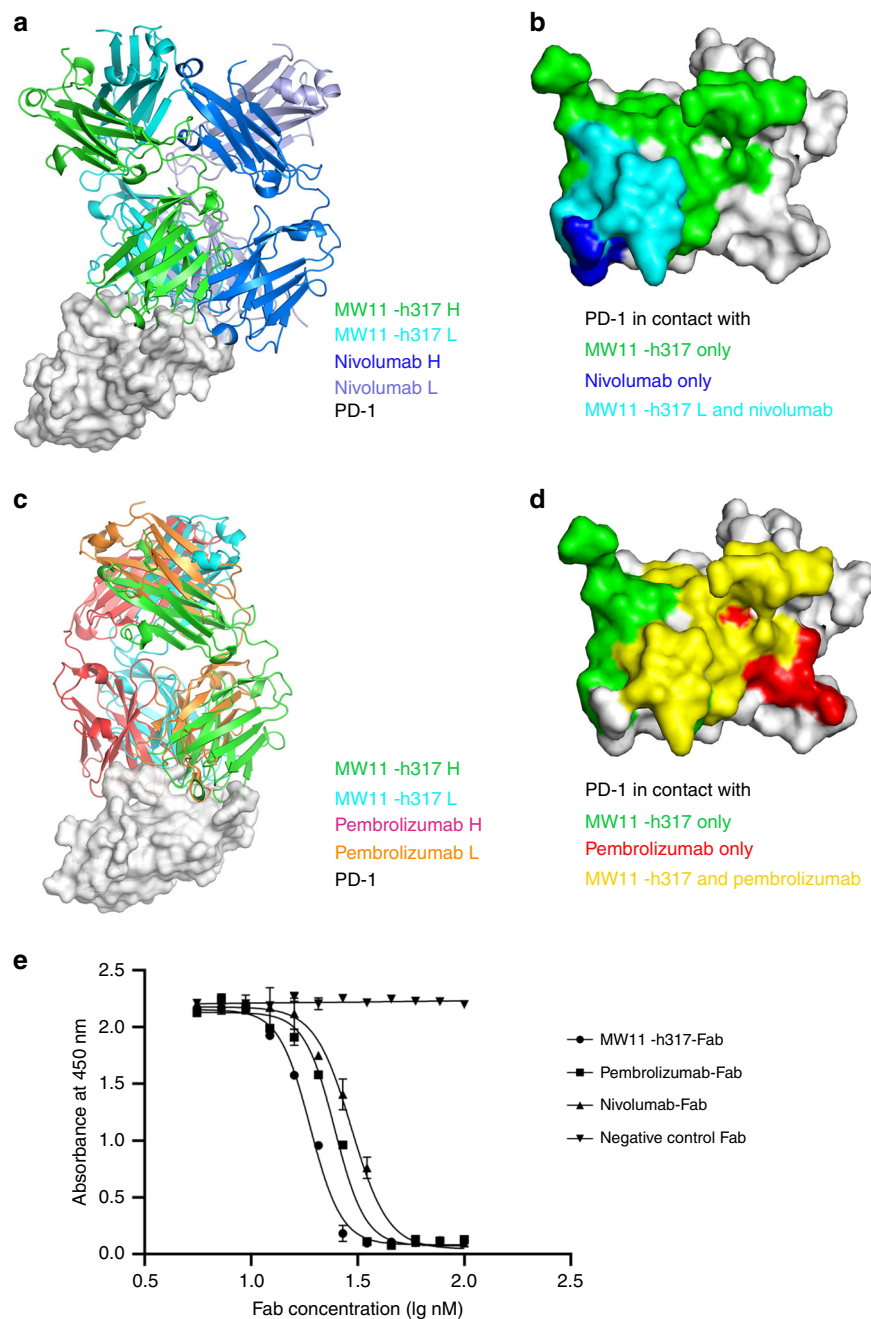 a
b
MW11 -h317 H
MW11 -h317 L
Nivolumab H
Nivolumab L
PD-1
PD-1 in contact with
MW11 -h317 only
Nivolumab only
MW11 -h317 L and nivolumab
c
d
MW11 -h317 H
MW11 -h317 L
Pembrolizumab H
Pembrolizumab L
PD-1
PD-1 in contact with
MW11 -h317 only
Pembrolizumab only
MW11 -h317 and pembrolizumab
e
Absorbance at 450 nm
2.5
2.0
1.5
1.0
0.5
0.0
0.5
1.0
1.5
2.0
2.5
Fab concentration (lg nM)
MW11 -h317-Fab
Pembrolizumab-Fab
Nivolumab-Fab
Negative control Fab